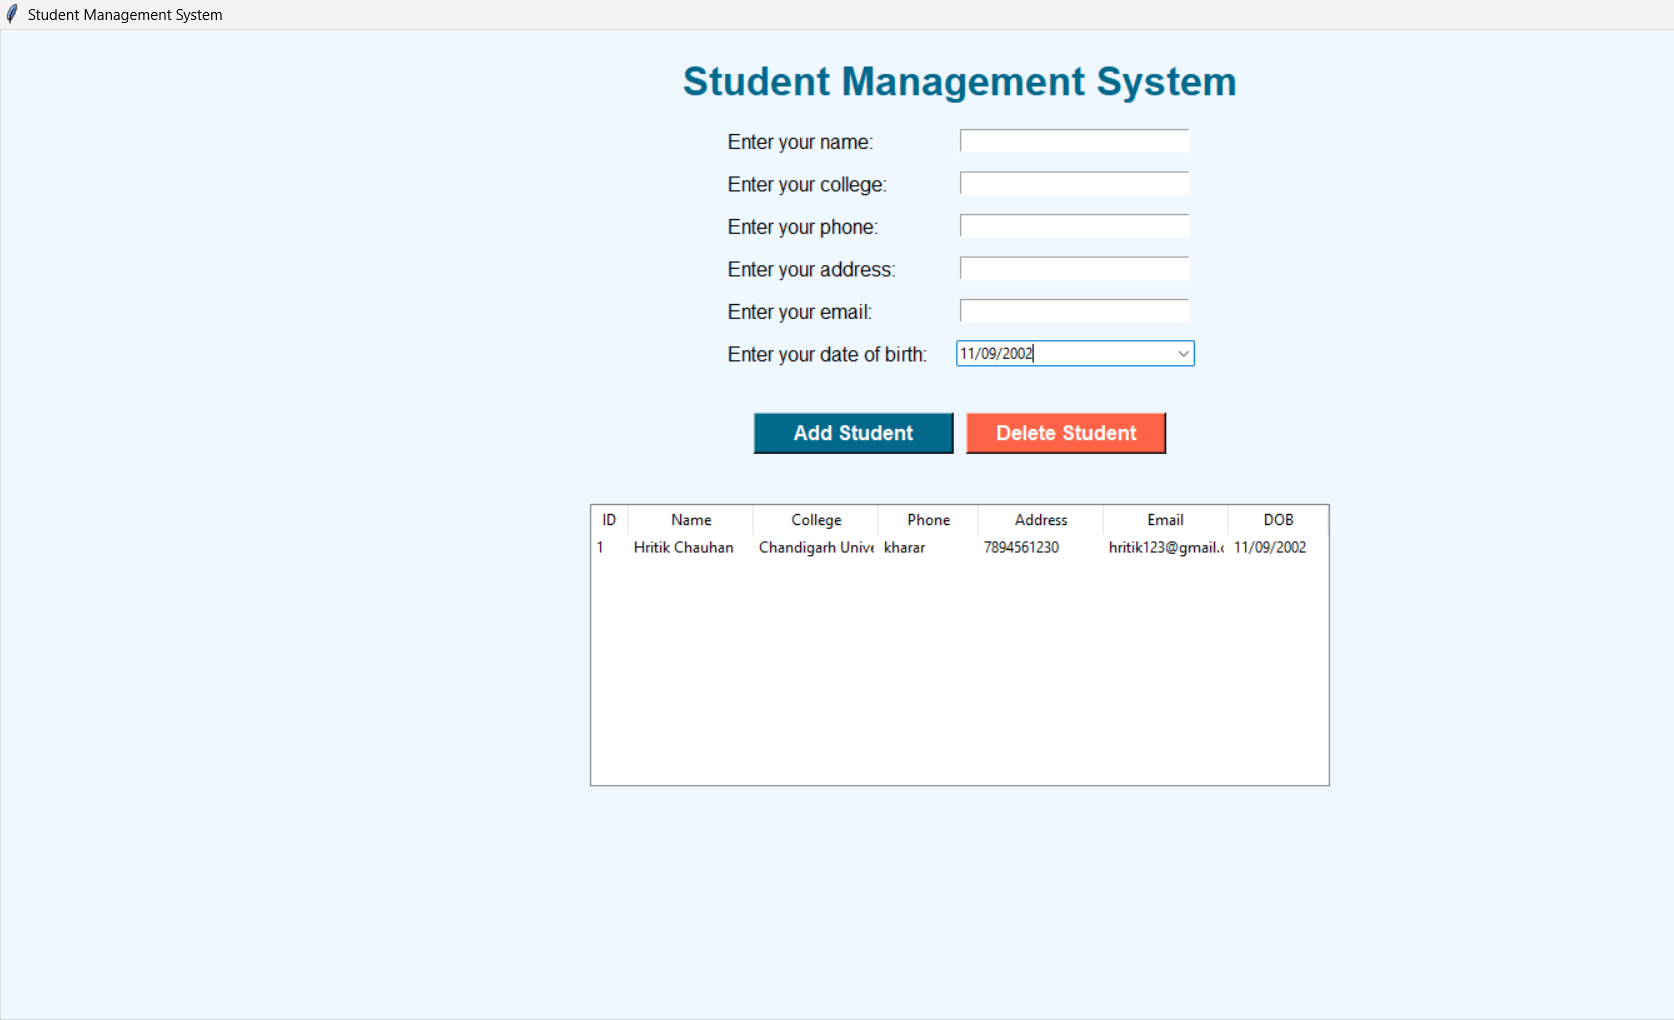 Student Management System
Student Management System
Enter your name:
Enter your college:
Enter your phone:
Enter your address:
Enter your email:
Enter your date of birth: 11/09/2002
Add Student Delete Student
ID Name College Phone Address Email DOB
1 Hritik Chauhan Chandigarh Unive kharar 7894561230 hritik123@gmail.c 11/09/2002